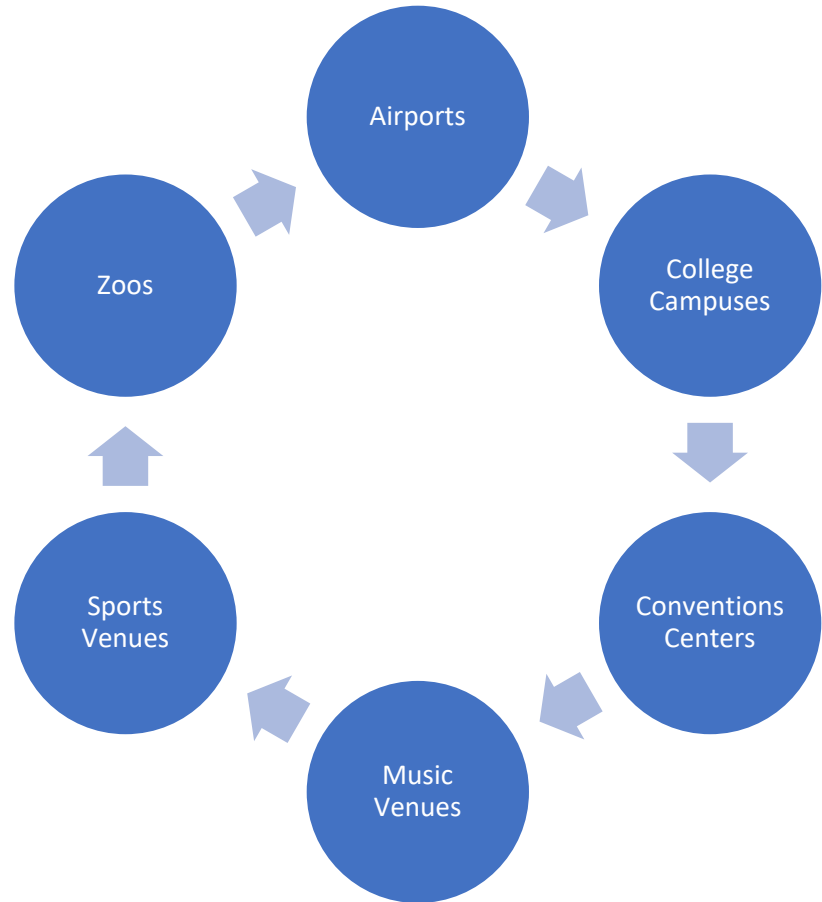 Airports
College
Campuses
Conventions
Centers
Music
Venues
Sports
Venues
Zoos